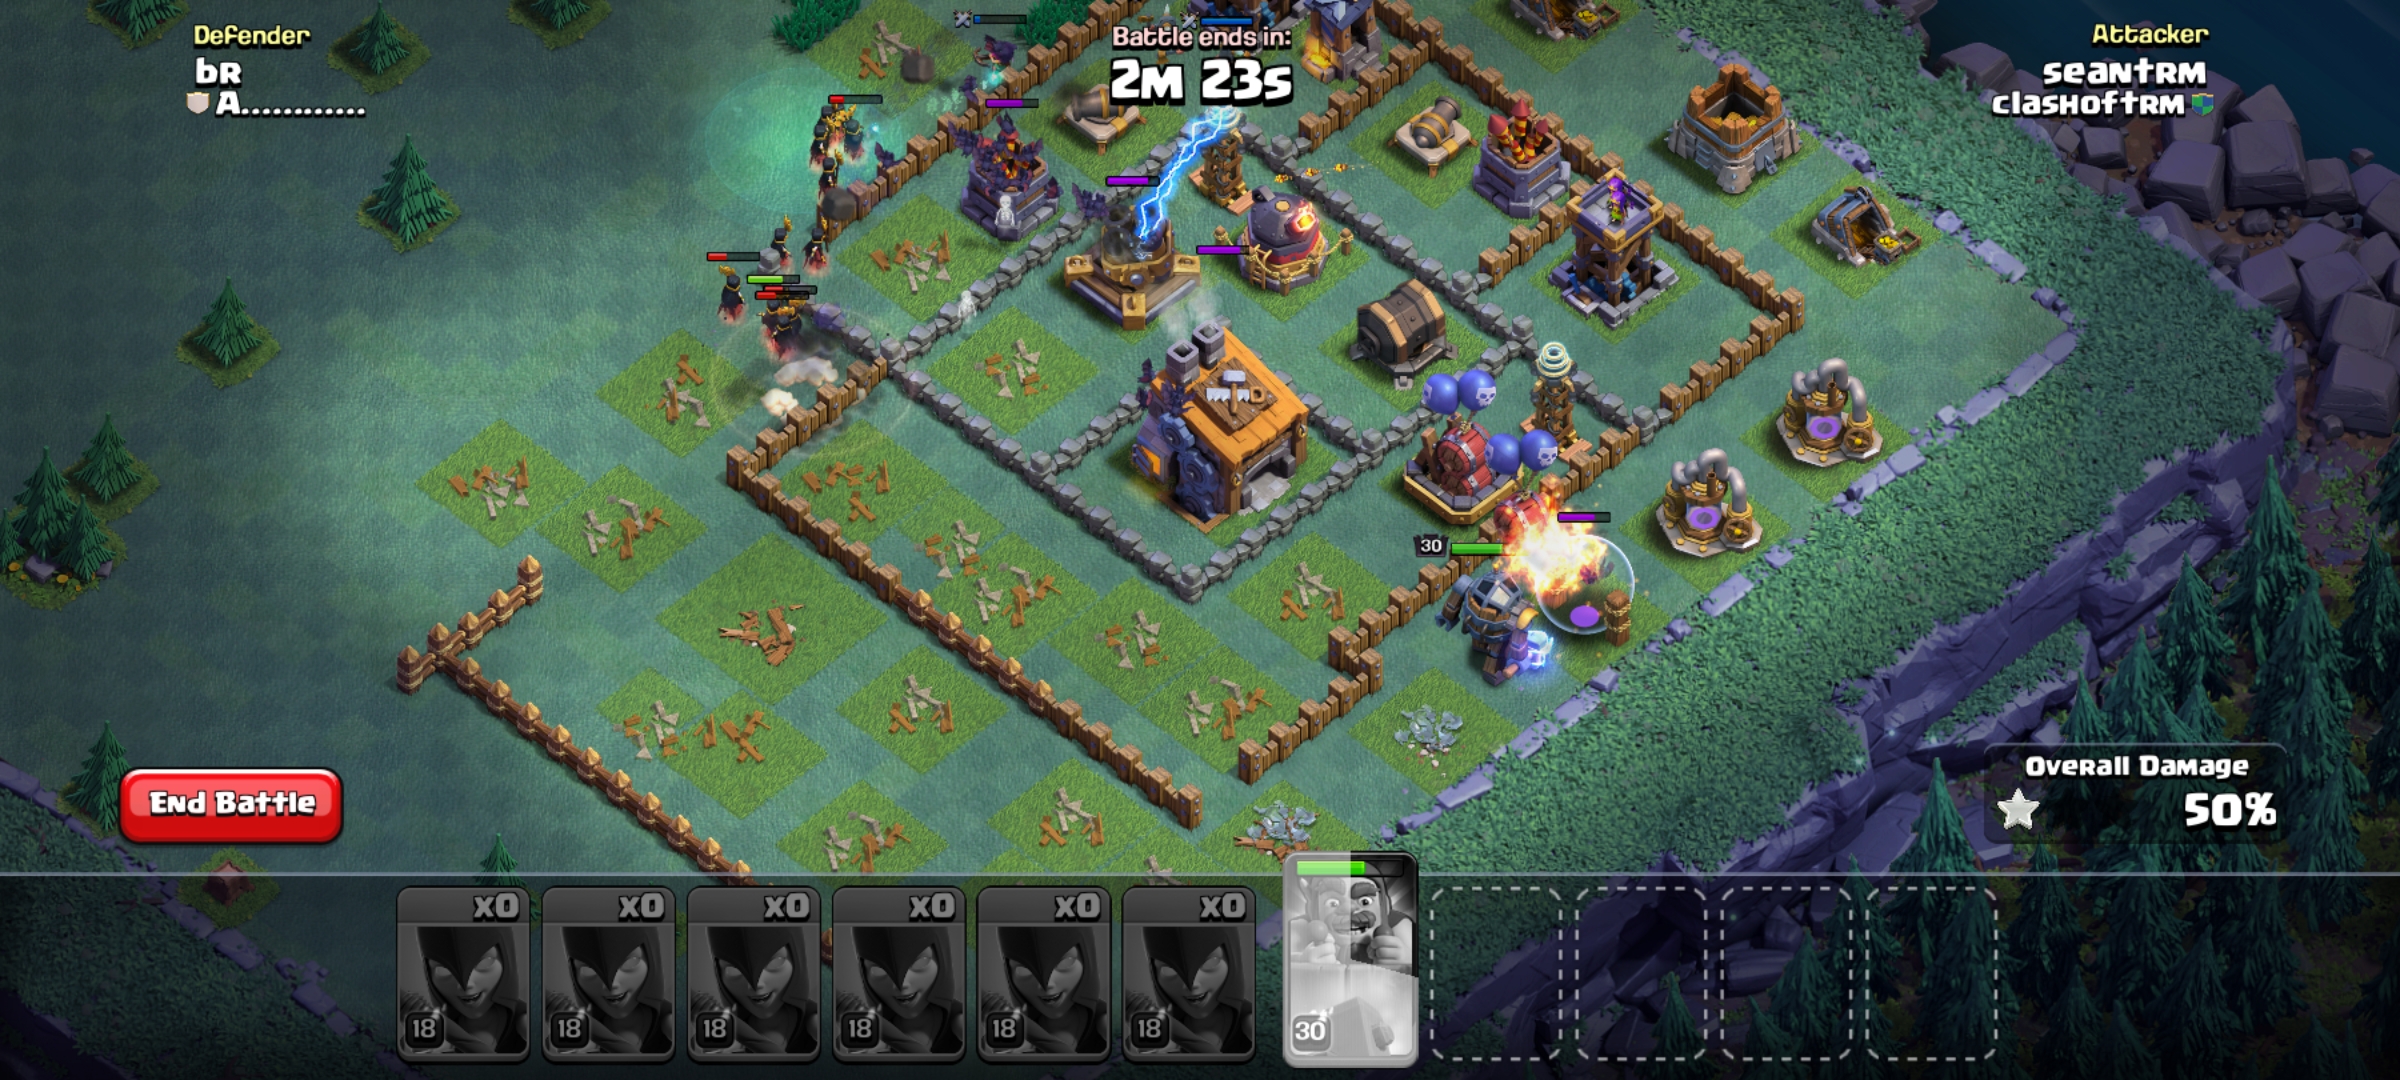 Defender
bR
A............
Battle ends in:
2M 23s
Attacker
seantRM
clashoftRM
30
End Battle
Overall Damage
50%
x0
x0
x0
x0
x0
x0
18
18
18
18
18
18
30